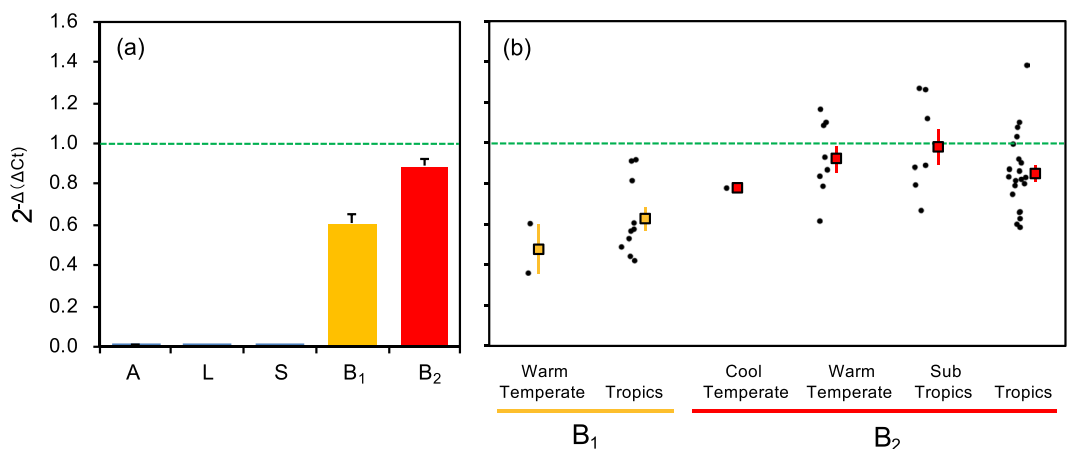 (a)
(b)
2-Δ(ΔCt)
1.6
1.4
1.2
1.0
0.8
0.6
0.4
0.2
0.0
A L S B1 B2
Warm Temperate
Tropics
Cool Temperate
Warm Temperate
Sub Tropics
Tropics
B1
B2